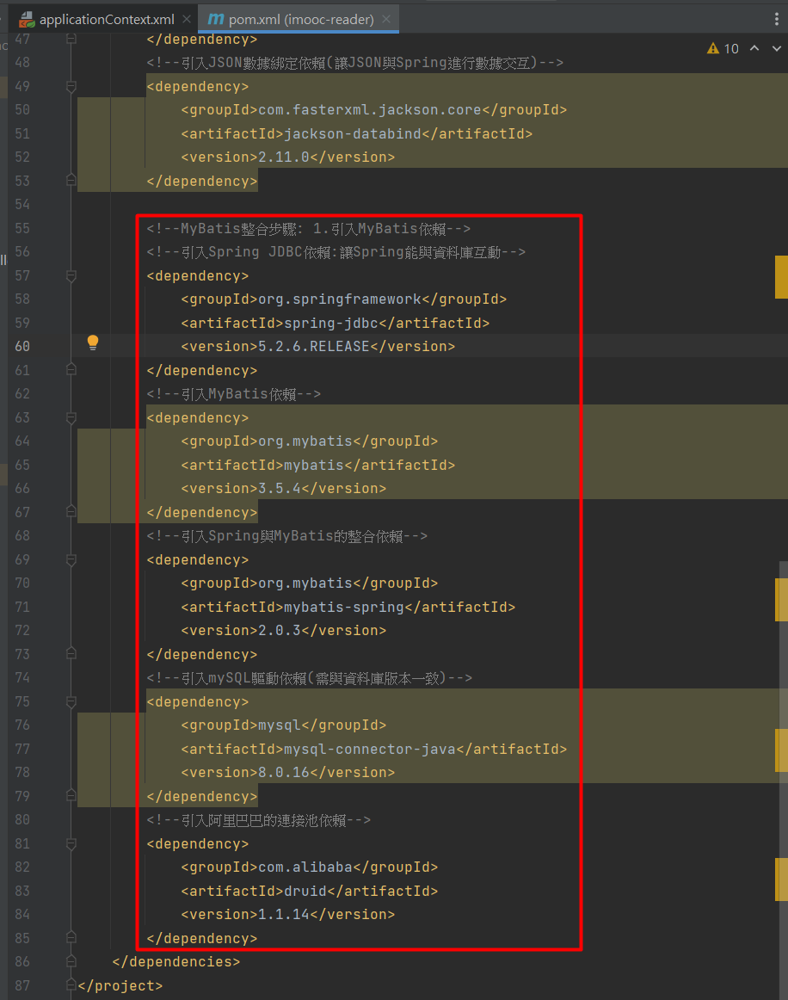 applicationContext.xml
pom.xml (imooc-reader)
10
47 </dependency>
48 <!--引入JSON數據綁定依賴(讓JSON與Spring進行數據交互)-->
49 <dependency>
50 <groupId>com.fasterxml.jackson.core</groupId>
51 <artifactId>jackson-databind</artifactId>
52 <version>2.11.0</version>
53 </dependency>
54
55 <!--MyBatis整合步驟: 1.引入MyBatis依賴-->
56 <!--引入Spring JDBC依賴:讓Spring能與資料庫互動-->
57 <dependency>
58 <groupId>org.springframework</groupId>
59 <artifactId>spring-jdbc</artifactId>
60 <version>5.2.6.RELEASE</version>
61 </dependency>
62 <!--引入MyBatis依賴-->
63 <dependency>
64 <groupId>org.mybatis</groupId>
65 <artifactId>mybatis</artifactId>
66 <version>3.5.4</version>
67 </dependency>
68 <!--引入Spring與MyBatis的整合依賴-->
69 <dependency>
70 <groupId>org.mybatis</groupId>
71 <artifactId>mybatis-spring</artifactId>
72 <version>2.0.3</version>
73 </dependency>
74 <!--引入mySQL驅動依賴(需與資料庫版本一致)-->
75 <dependency>
76 <groupId>mysql</groupId>
77 <artifactId>mysql-connector-java</artifactId>
78 <version>8.0.16</version>
79 </dependency>
80 <!--引入阿里巴巴的連接池依賴-->
81 <dependency>
82 <groupId>com.alibaba</groupId>
83 <artifactId>druid</artifactId>
84 <version>1.1.14</version>
85 </dependency>
86 </dependencies>
87 </project>